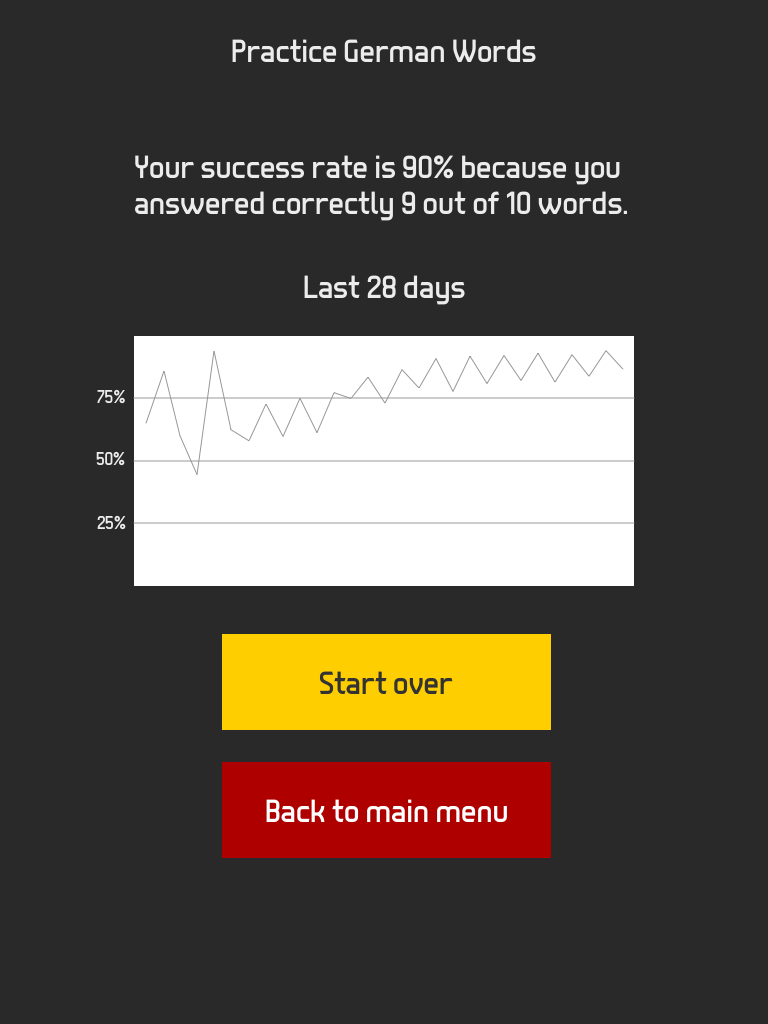 Practice German Words
Your success rate is 90% because you
answered correctly 9 out of 10 words.
Last 28 days
75%
50%
25%
Start over
Back to main menu